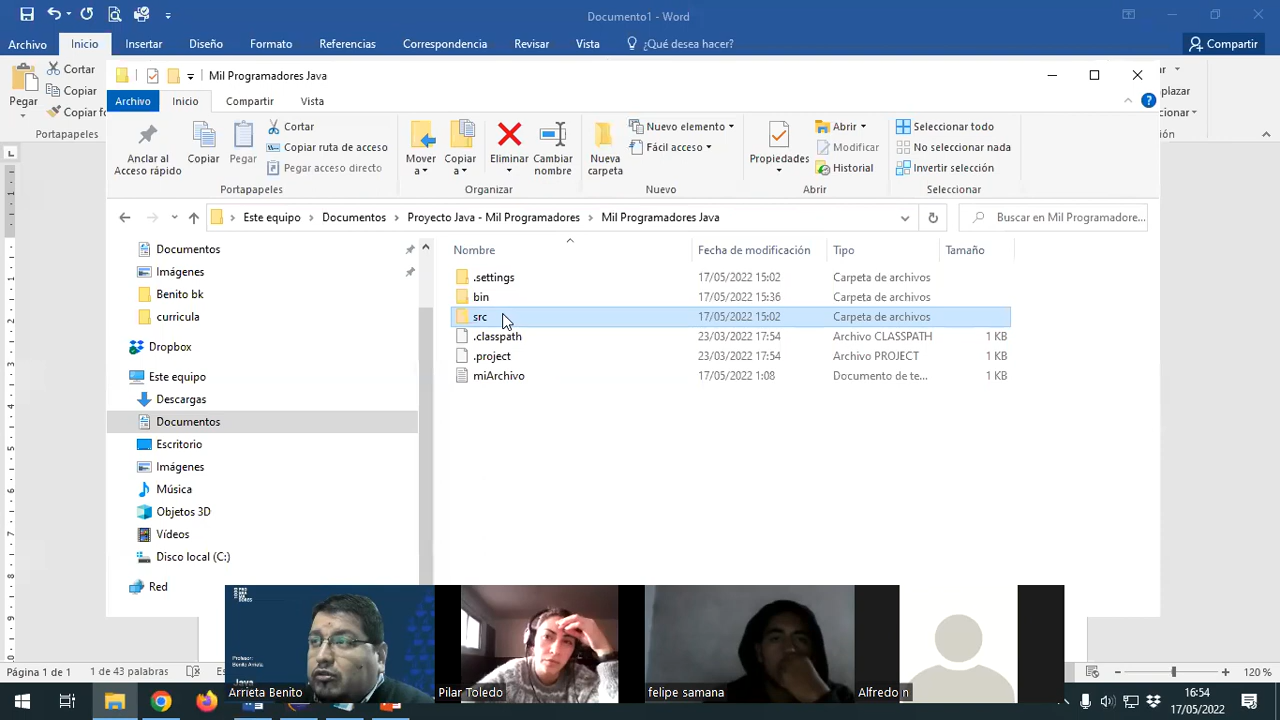 Documento1 - Word
Archivo Inicio Insertar Diseño Formato Referencias Correspondencia Revisar Vista ¿Qué desea hacer? Compartir
Cortar
Copiar
Pegar
Portapapeles
Mil Programadores Java
Archivo Inicio Compartir Vista
Anclar al Acceso rápido
Copiar
Pegar
Cortar
Copiar ruta de acceso
Pegar acceso directo
Portapapeles
Mover a
Copiar a
Eliminar
Cambiar nombre
Organizar
Nueva carpeta
Nuevo elemento
Fácil acceso
Nuevo
Propiedades
Abrir
Modificar
Historial
Abrir
Seleccionar todo
No seleccionar nada
Invertir selección
Seleccionar
Este equipo > Documentos > Proyecto Java - Mil Programadores > Mil Programadores Java
Buscar en Mil Programadore...
Documentos
Imágenes
Benito bk
curricula
Dropbox
Este equipo
Descargas
Documentos
Escritorio
Imágenes
Música
Objetos 3D
Vídeos
Disco local (C:)
Red
Nombre Fecha de modificación Tipo Tamaño
.settings 17/05/2022 15:02 Carpeta de archivos
bin 17/05/2022 15:36 Carpeta de archivos
src 17/05/2022 15:02 Carpeta de archivos
.classpath 23/03/2022 17:54 Archivo CLASSPATH 1 KB
.project 23/03/2022 17:54 Archivo PROJECT 1 KB
miArchivo 17/05/2022 1:08 Documento de te... 1 KB
Profesor:
Benito Arrieta
Java
Arrieta Benito
Pilar Toledo
felipe samana
Alfredo n
Página 1 de 1 1 de 43 palabras
120 %
16:54
17/05/2022